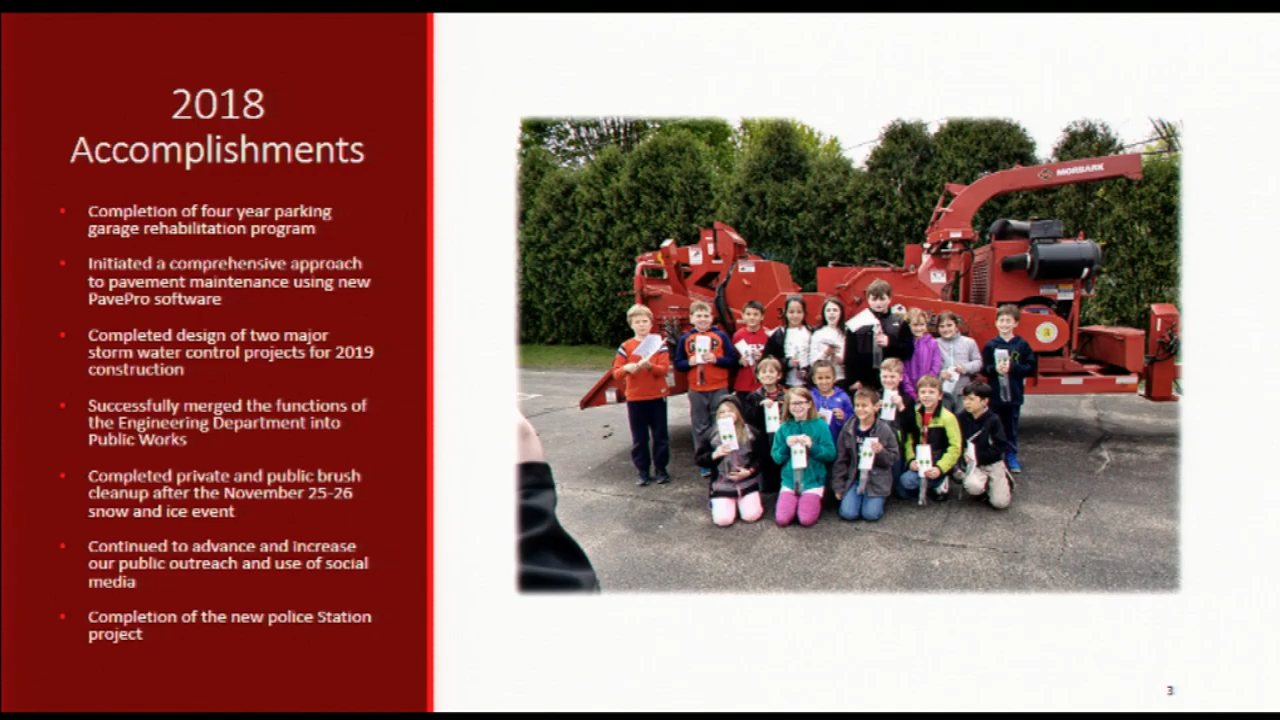 2018
Accomplishments
• Completion of four year parking
garage rehabilitation program
• Initiated a comprehensive approach
to pavement maintenance using new
PavePro software
• Completed design of two major
storm water control projects for 2019
construction
• Successfully merged the functions of
the Engineering Department into
Public Works
• Completed private and public brush
cleanup after the November 25-26
snow and ice event
• Continued to advance and increase
our public outreach and use of social
media
• Completion of the new police Station
project
MORBARK
3